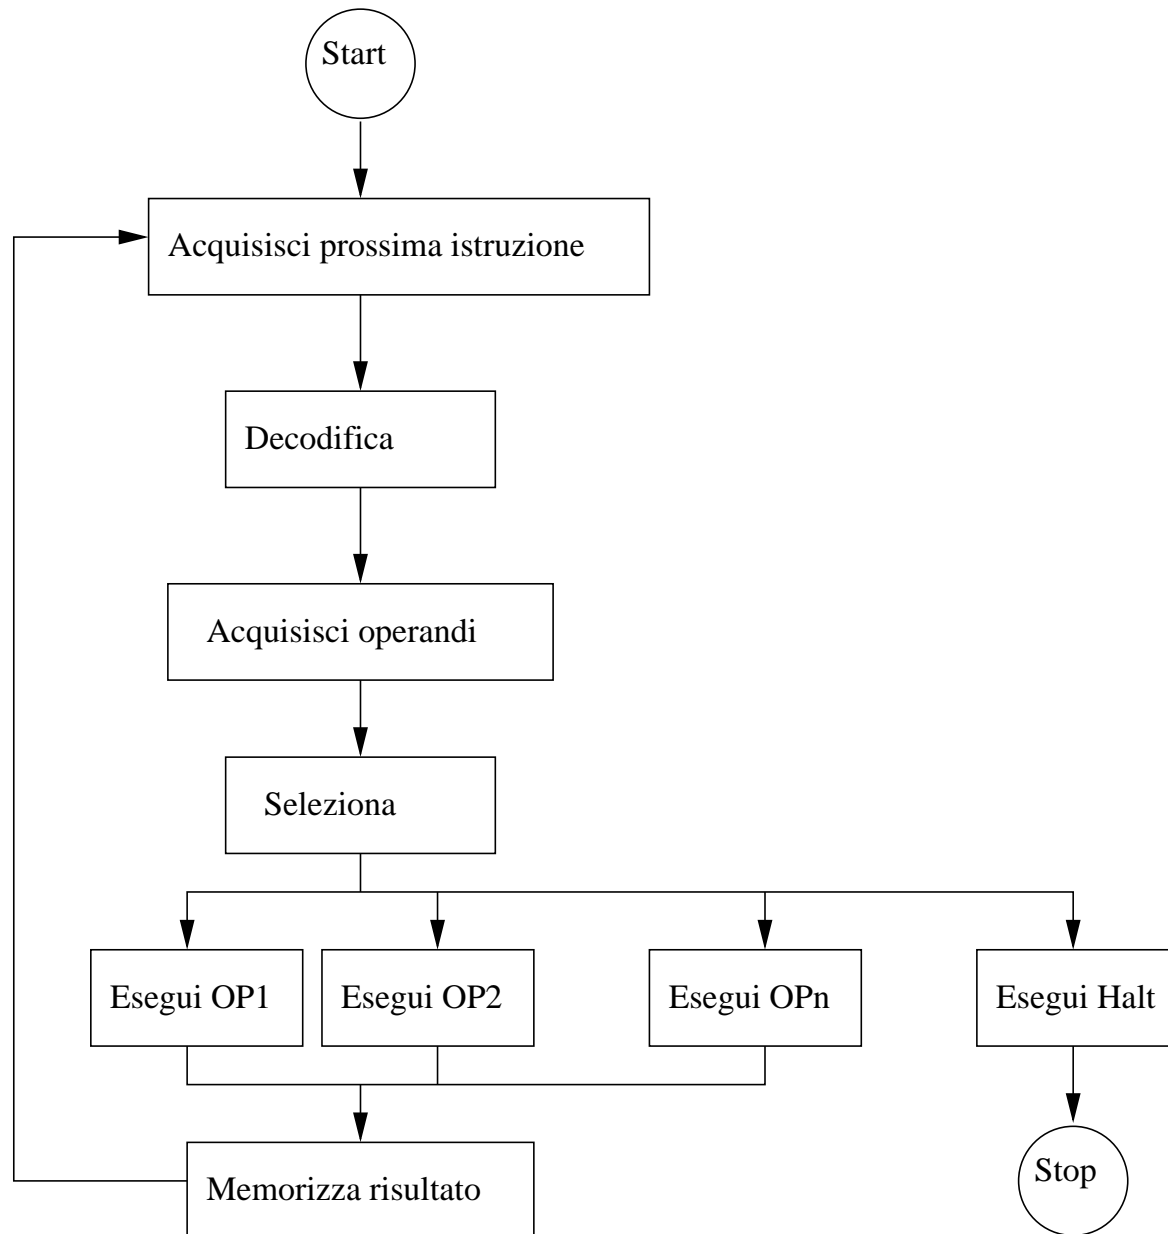 Start
Acquisisci prossima istruzione
Decodifica
Acquisisci operandi
Seleziona
Esegui OP1
Esegui OP2
Esegui OPn
Esegui Halt
Memorizza risultato
Stop